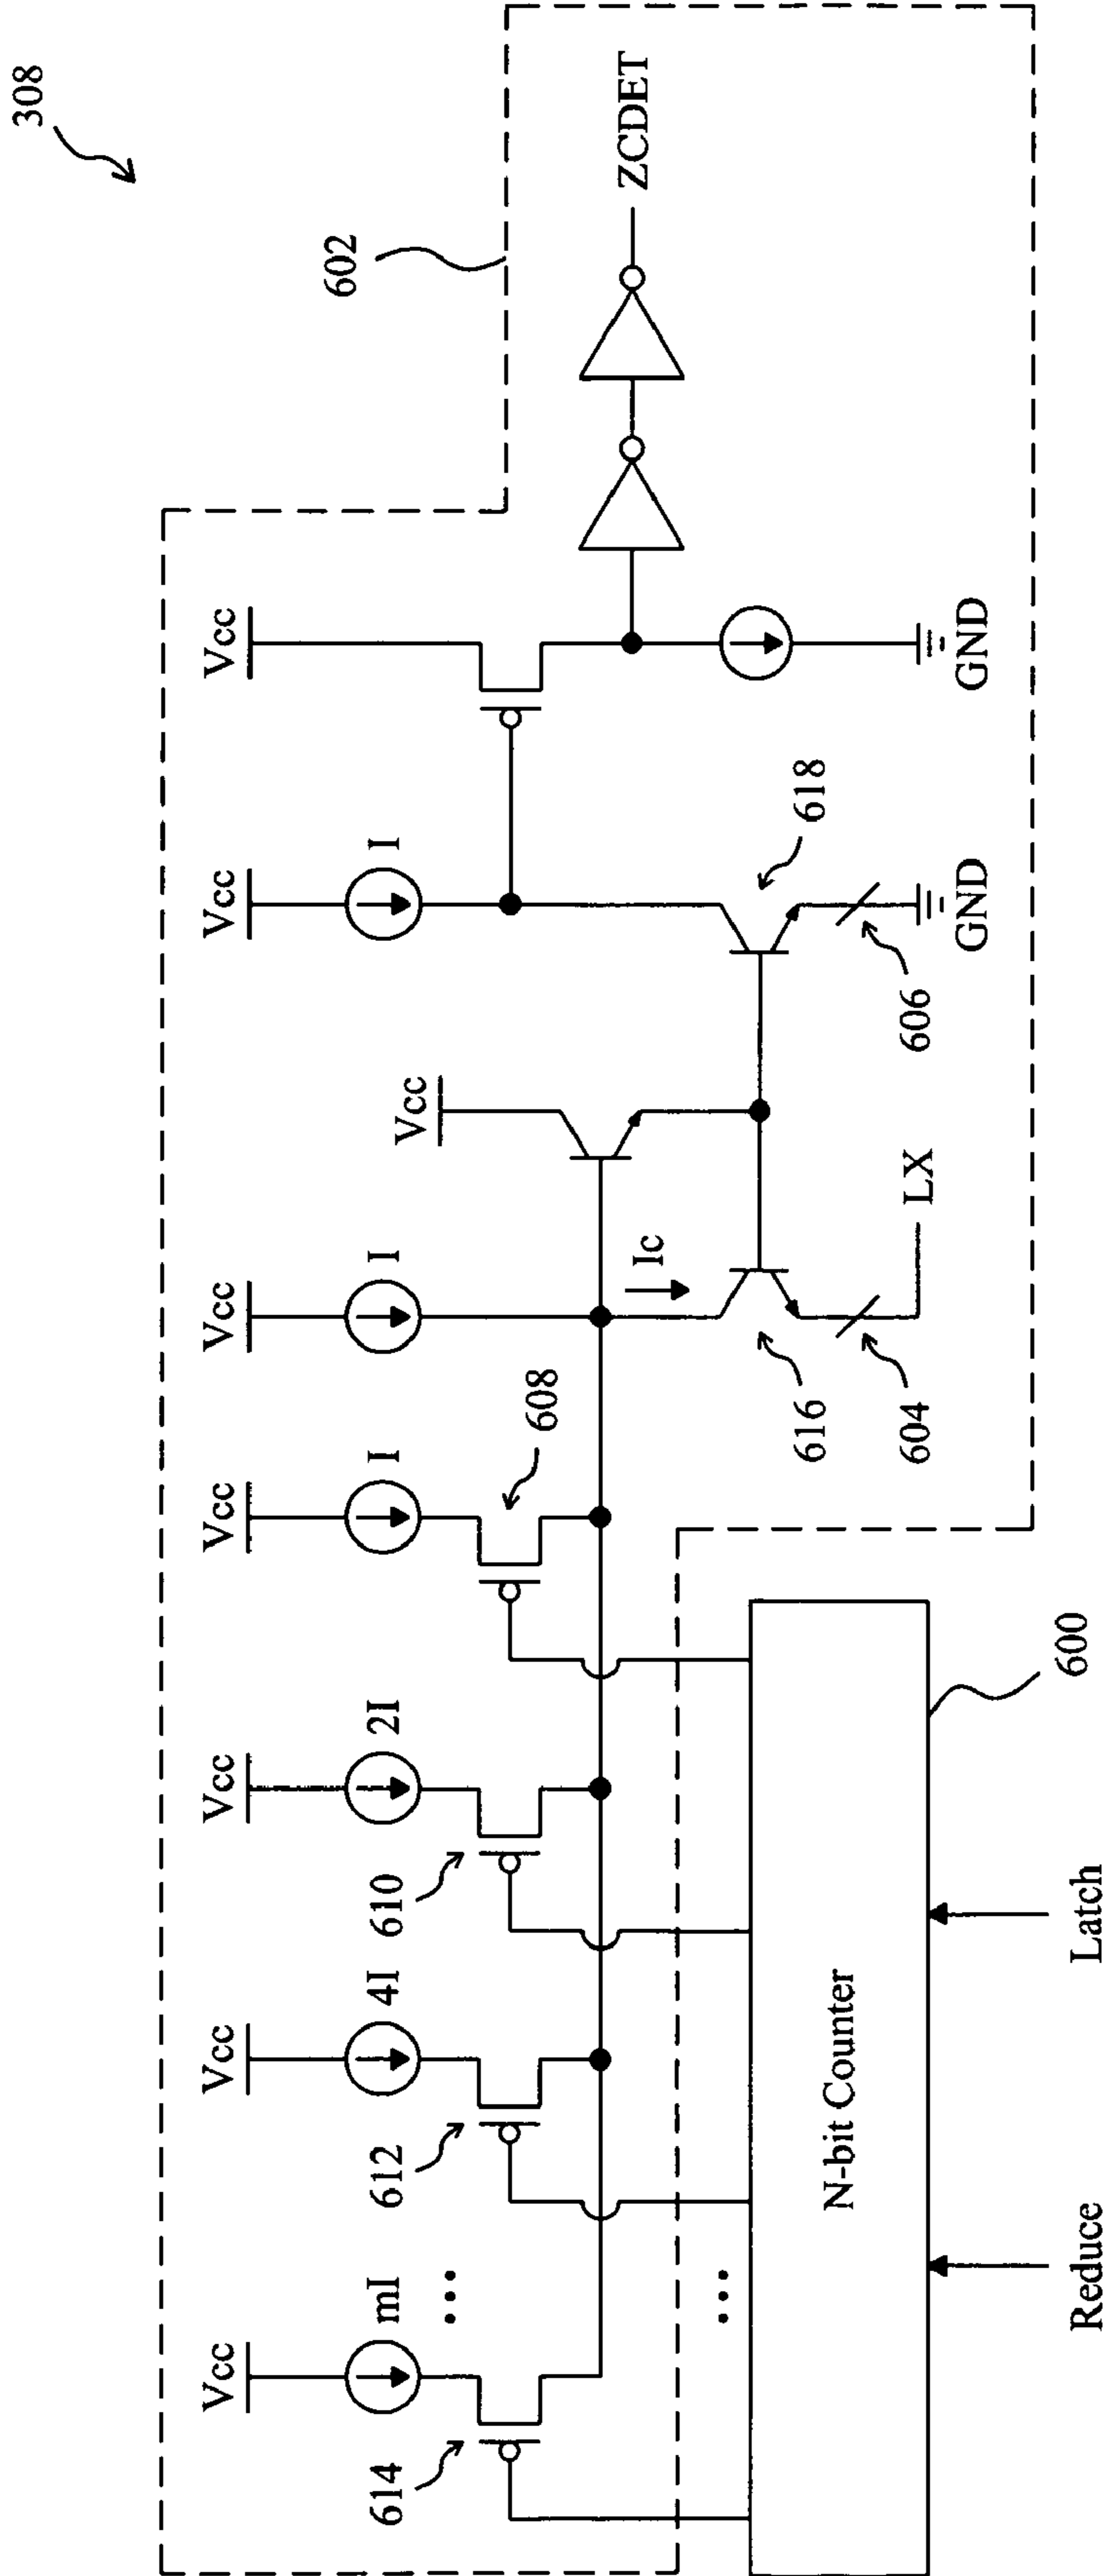 308
602
Vcc
Vcc
Vcc
Vcc
Vcc
Vcc
Vcc
Vcc
mI
4I
2I
I
I
I
614
612
610
608
Ic
ZCDET
616
618
604
LX
606
GND
GND
...
...
N-bit Counter
600
Reduce
Latch